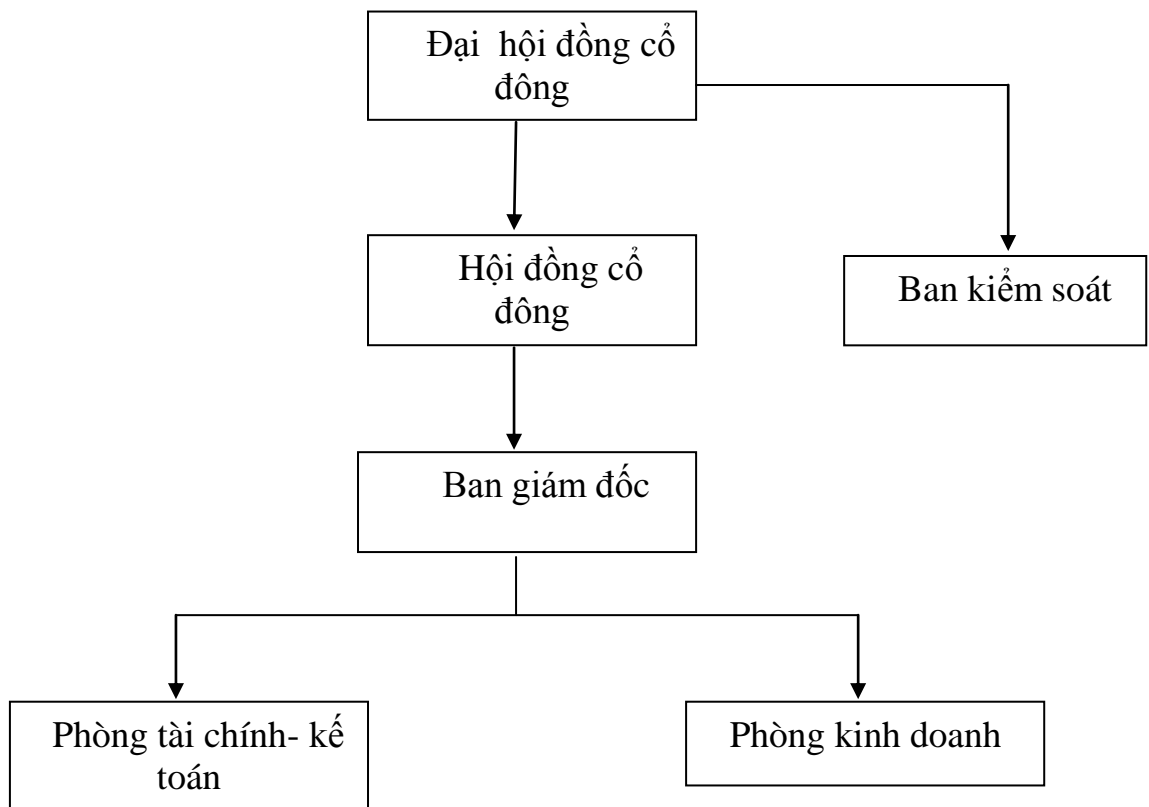 Đại hội đồng cổ
đông
Hội đồng cổ
đông
Ban kiểm soát
Ban giám đốc
Phòng tài chính- kế
toán
Phòng kinh doanh